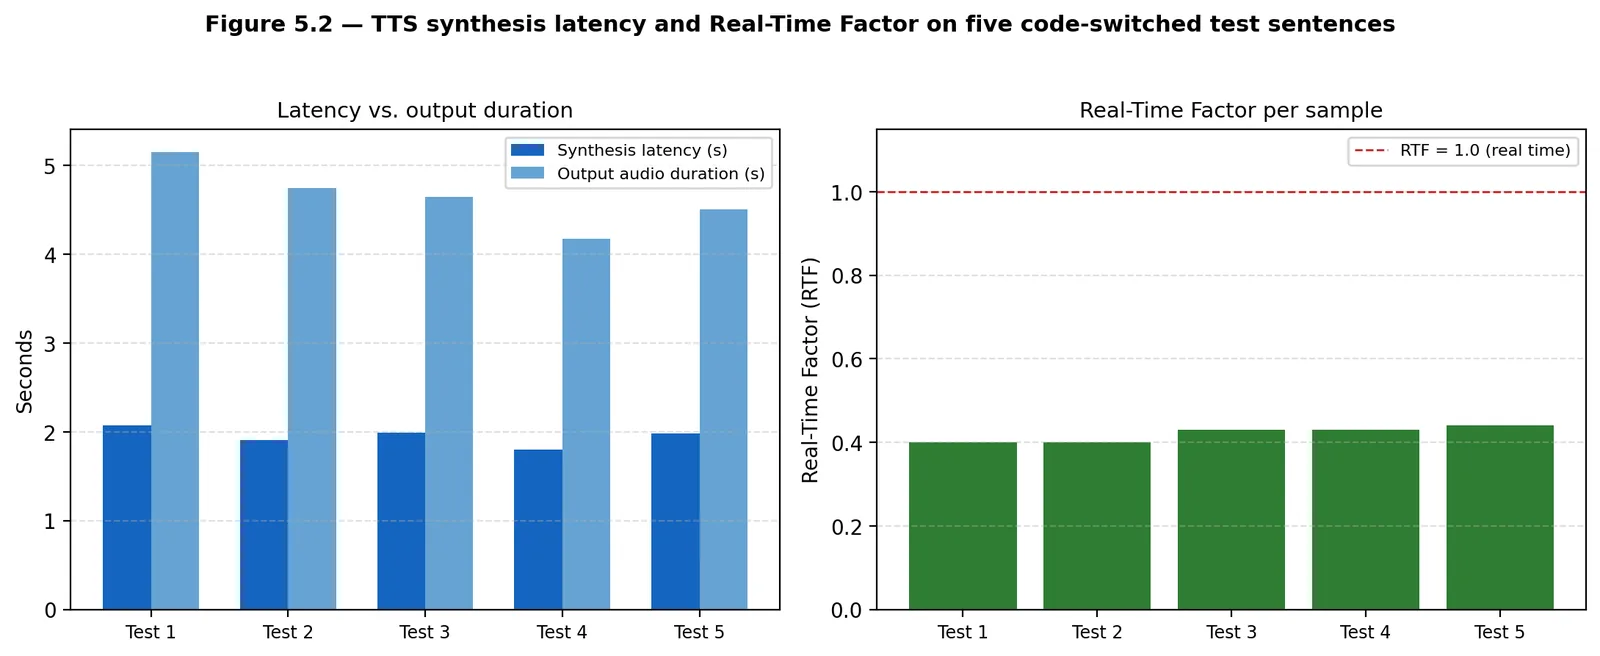 Figure 5.2 — TTS synthesis latency and Real-Time Factor on five code-switched test sentences
Latency vs. output duration
Synthesis latency (s)
Output audio duration (s)
Seconds
5
4
3
2
1
0
Test 1 Test 2 Test 3 Test 4 Test 5
Real-Time Factor per sample
RTF = 1.0 (real time)
Real-Time Factor (RTF)
1.0
0.8
0.6
0.4
0.2
0.0
Test 1 Test 2 Test 3 Test 4 Test 5